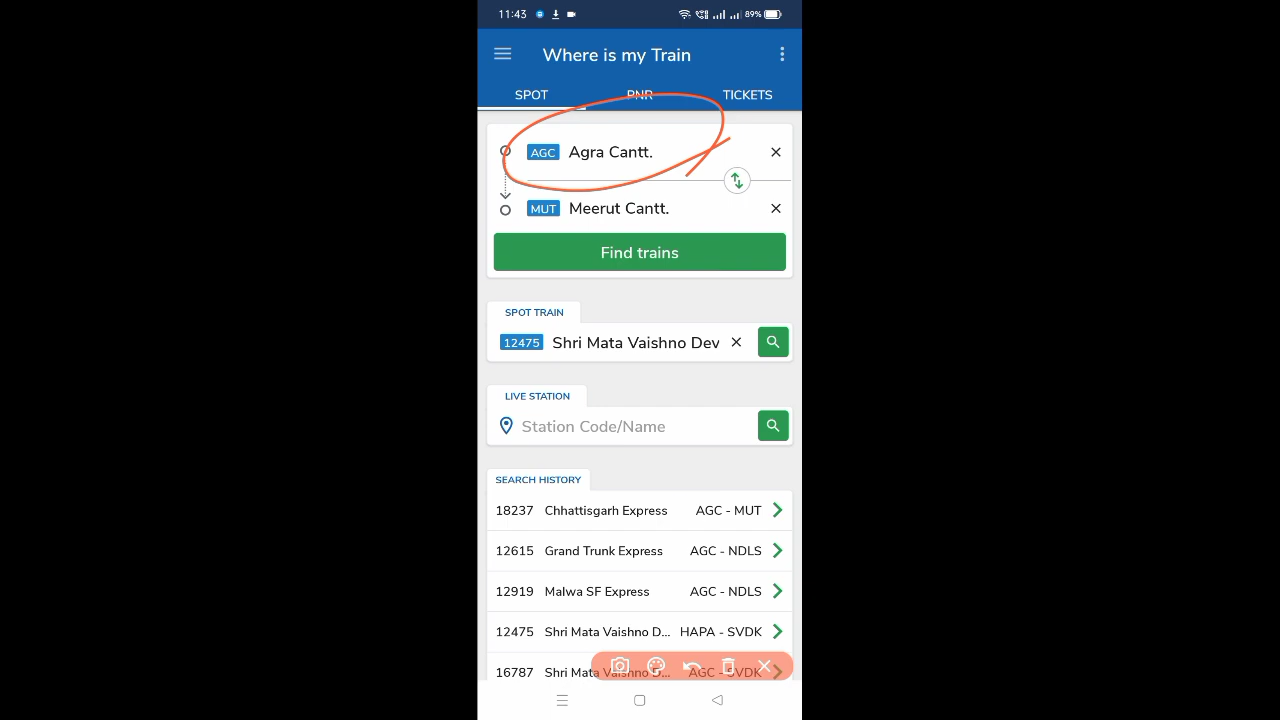 11:43 89%
Where is my Train
SPOT PNR TICKETS
AGC Agra Cantt.
MUT Meerut Cantt.
Find trains
SPOT TRAIN
12475 Shri Mata Vaishno Dev
LIVE STATION
Station Code/Name
SEARCH HISTORY
18237 Chhattisgarh Express AGC - MUT
12615 Grand Trunk Express AGC - NDLS
12919 Malwa SF Express AGC - NDLS
12475 Shri Mata Vaishno D... HAPA - SVDK
16787 Shri Mata Vaishno D... AGC - SVDK